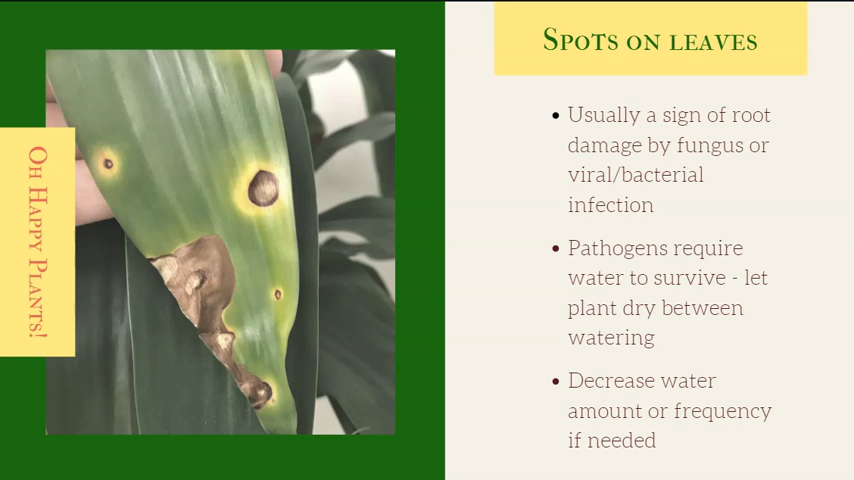 Oh Happy Plants!
Spots on leaves
• Usually a sign of root
damage by fungus or
viral/bacterial
infection
• Pathogens require
water to survive - let
plant dry between
watering
• Decrease water
amount or frequency
if needed